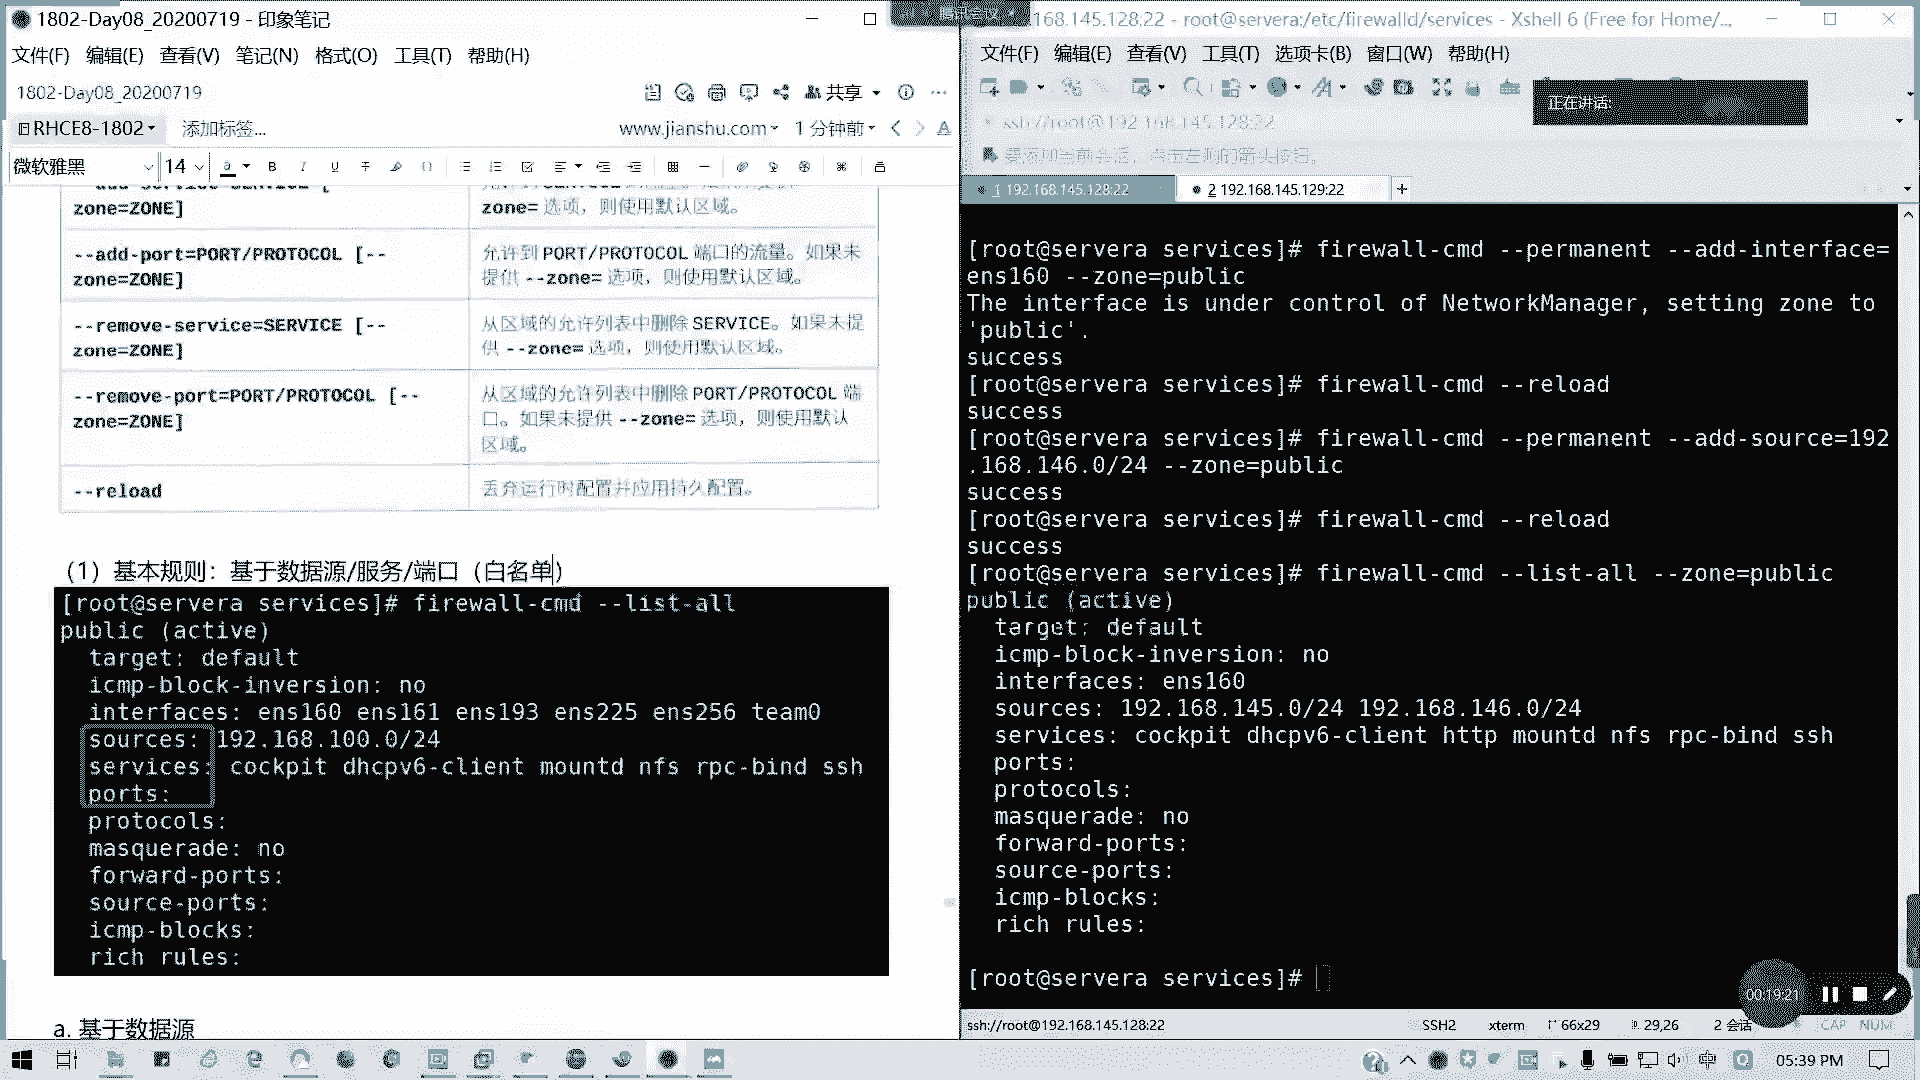 1802-Day08_20200719 - 印象笔记
文件(F) 编辑(E) 查看(V) 笔记(N) 格式(O) 工具(T) 帮助(H)
1802-Day08_20200719
共享
RHCE8-1802 添加标签...
www.jianshu.com 1 分钟前
微软雅黑 14
zone=ZONE]
zone= 选项，则使用默认区域。
--add-port=PORT/PROTOCOL [--
zone=ZONE]
允许到 PORT/PROTOCOL 端口的流量。如果未
提供 --zone= 选项，则使用默认区域。
--remove-service=SERVICE [--
zone=ZONE]
从区域的允许列表中删除 SERVICE。如果未提
供 --zone= 选项，则使用默认区域。
--remove-port=PORT/PROTOCOL [--
zone=ZONE]
从区域的允许列表中删除 PORT/PROTOCOL 端
口。如果未提供 --zone= 选项，则使用默认
区域。
--reload
丢弃运行时配置并应用持久配置。
（1）基本规则：基于数据源/服务/端口（白名单）
[root@servera services]# firewall-cmd --list-all
public (active)
target: default
icmp-block-inversion: no
interfaces: ens160 ens161 ens193 ens225 ens256 team0
sources: 192.168.100.0/24
services: cockpit dhcpv6-client mountd nfs rpc-bind ssh
ports:
protocols:
masquerade: no
forward-ports:
source-ports:
icmp-blocks:
rich rules:
a. 基于数据源
168.145.128:22 - root@servera:/etc/firewalld/services - Xshell 6 (Free for Home/...
文件(F) 编辑(E) 查看(V) 工具(T) 选项卡(B) 窗口(W) 帮助(H)
正在讲话:
ssh://root@192.168.145.128:22
要添加当前会话，点击左侧的箭头按钮。
1 192.168.145.128:22
2 192.168.145.129:22
[root@servera services]# firewall-cmd --permanent --add-interface=
ens160 --zone=public
The interface is under control of NetworkManager, setting zone to
'public'.
success
[root@servera services]# firewall-cmd --reload
success
[root@servera services]# firewall-cmd --permanent --add-source=192
.168.146.0/24 --zone=public
success
[root@servera services]# firewall-cmd --reload
success
[root@servera services]# firewall-cmd --list-all --zone=public
public (active)
target: default
icmp-block-inversion: no
interfaces: ens160
sources: 192.168.145.0/24 192.168.146.0/24
services: cockpit dhcpv6-client http mountd nfs rpc-bind ssh
ports:
protocols:
masquerade: no
forward-ports:
source-ports:
icmp-blocks:
rich rules:
[root@servera services]#
00:19:21
ssh://root@192.168.145.128:22 SSH2 xterm 66x29 29,26 2 会话 CAP NUM
中 05:39 PM